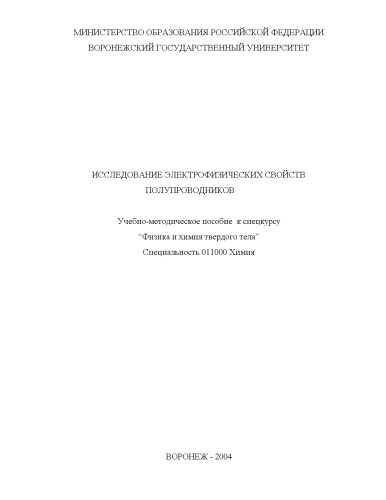 МИНИСТЕРСТВО ОБРАЗОВАНИЯ РОССИЙСКОЙ ФЕДЕРАЦИИ
ВОРОНЕЖСКИЙ ГОСУДАРСТВЕННЫЙ УНИВЕРСИТЕТ
ИССЛЕДОВАНИЕ ЭЛЕКТРОФИЗИЧЕСКИХ СВОЙСТВ
ПОЛУПРОВОДНИКОВ
Учебно-методическое пособие к спецкурсу
“Физика и химия твердого тела”
Специальность 011000 Химия
ВОРОНЕЖ - 2004